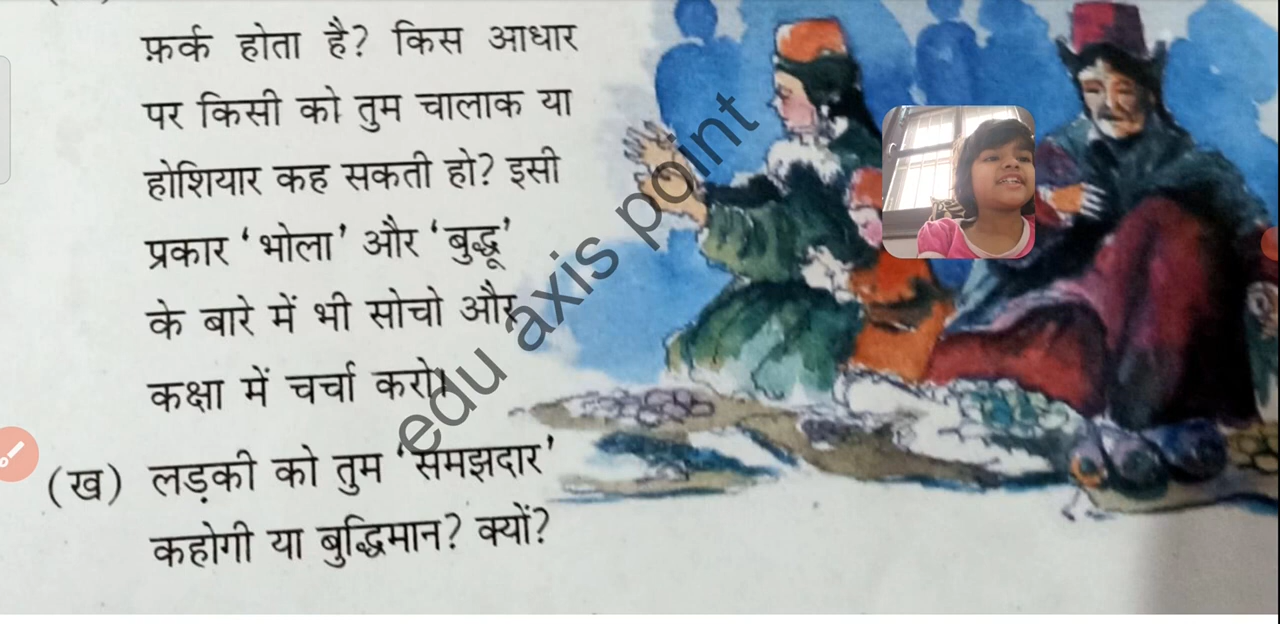 फ़र्क होता है? किस आधार
पर किसी को तुम चालाक या
होशियार कह सकती हो? इसी
प्रकार ‘भोला’ और ‘बुद्धू’
के बारे में भी सोचो और
कक्षा में चर्चा करो।
(ख) लड़की को तुम ‘समझदार’
कहोगी या बुद्धिमान? क्यों?
edu axis point